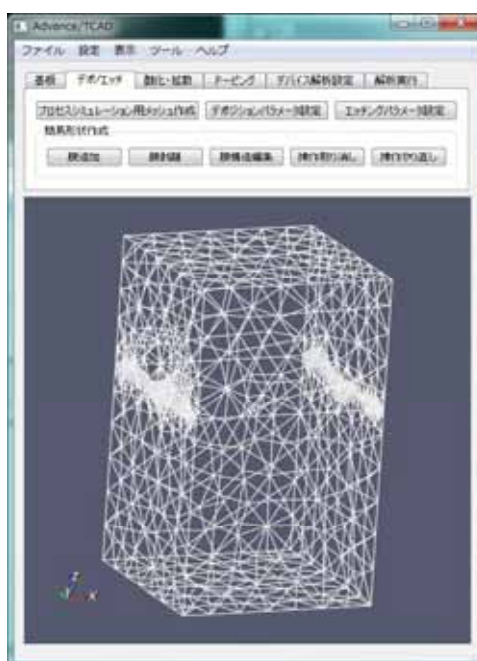 Advance/TCAD
ファイル 設定 表示 ツール ヘルプ
基板 デポ/エッチ 酸化・拡散 ドーピング デバイス解析設定 解析実行
プロセスシミュレーション用メッシュ作成 デポジションパラメータ設定 エッチングパラメータ設定
簡易形状作成
膜追加 膜剥離 膜構造編集 操作取り消し 操作やり直し
Z
X